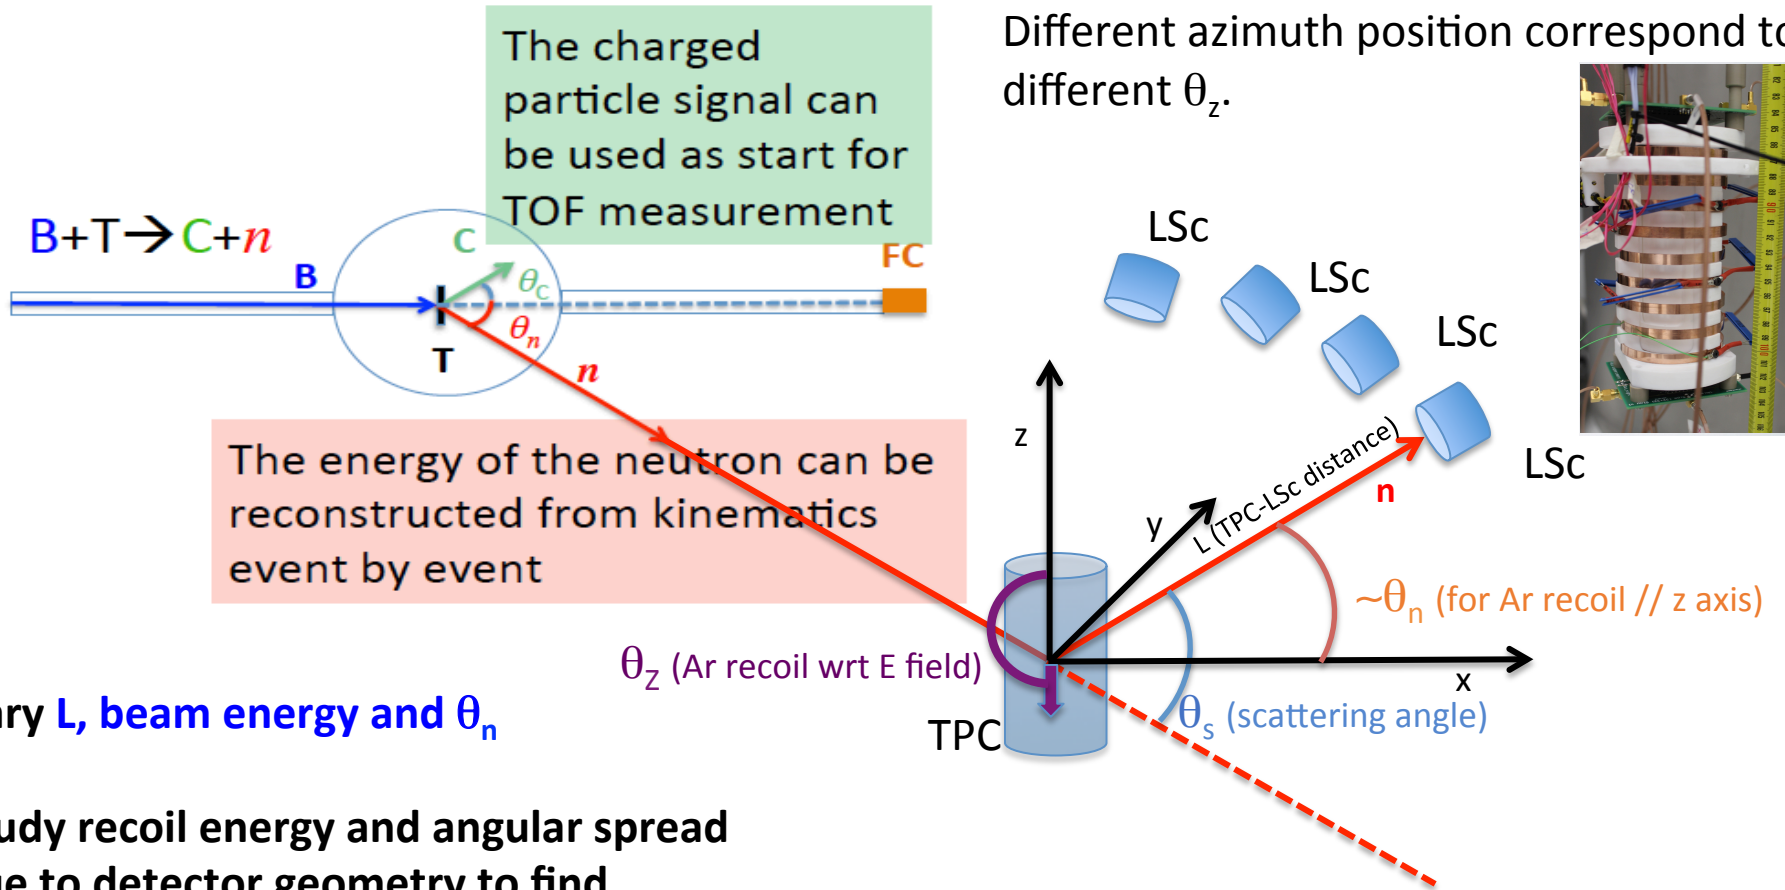 The charged
particle signal can
be used as start for
TOF measurement
Different azimuth position correspond to
different θz.
B+T→C+n
B
C
θC
θn
T
n
FC
The energy of the neutron can be
reconstructed from kinematics
event by event
LSc
LSc
LSc
LSc
z
y
L (TPC-LSc distance)
n
~θn (for Ar recoil // z axis)
x
θZ (Ar recoil wrt E field)
θs (scattering angle)
TPC
L, beam energy and θn
recoil energy and angular spread
to detector geometry to find